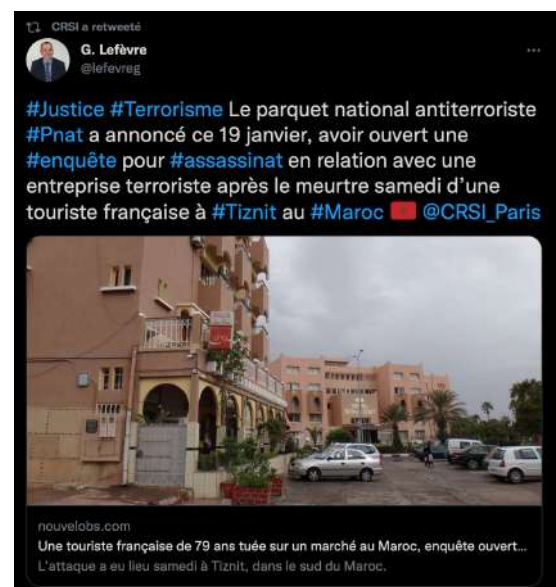 CRSI a retweeté
G. Lefèvre
@lefevreg
#Justice #Terrorisme Le parquet national antiterroriste
#Pnat a annoncé ce 19 janvier, avoir ouvert une
#enquête pour #assassinat en relation avec une
entreprise terroriste après le meurtre samedi d’une
touriste française à #Tiznit au #Maroc 🇲🇦 @CRSI_Paris
nouvelobs.com
Une touriste française de 79 ans tuée sur un marché au Maroc, enquête ouvert...
L'attaque a eu lieu samedi à Tiznit, dans le sud du Maroc.